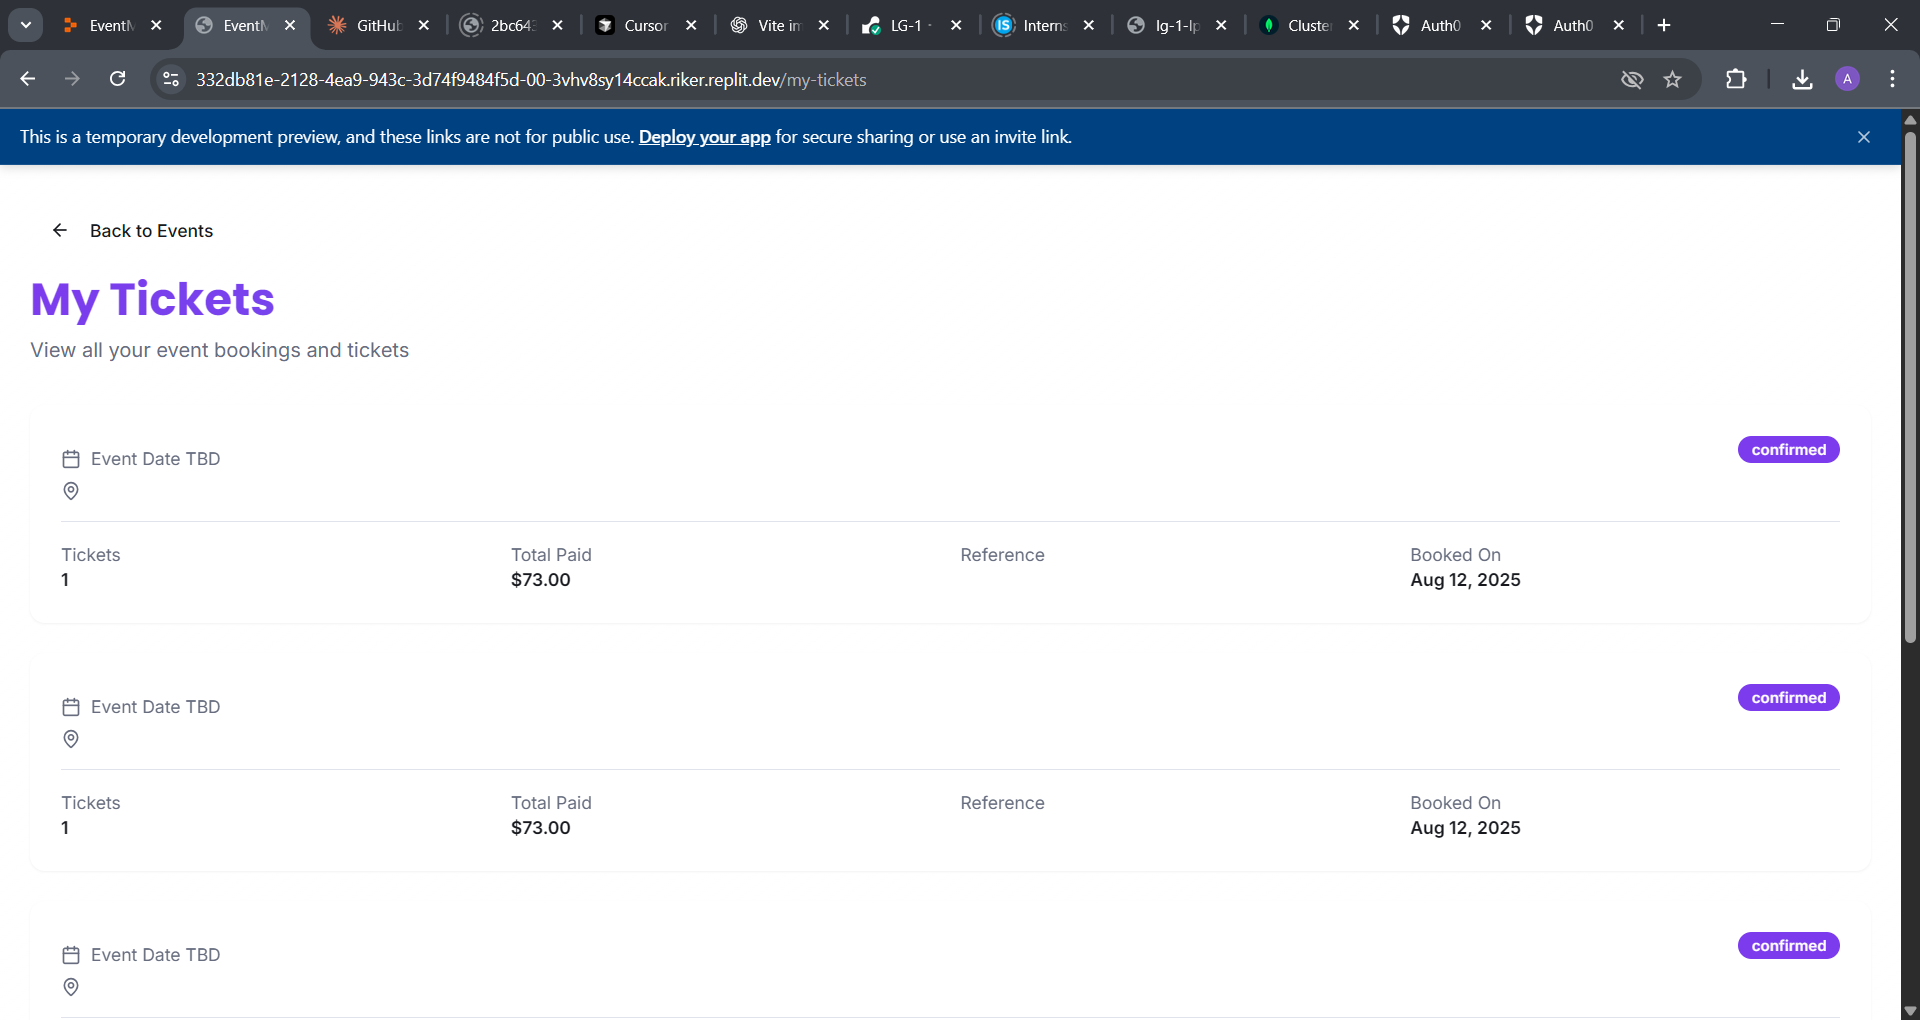 EventM
EventM
GitHub
2bc643
Cursor
Vite im
LG-1 -
Interns
lg-1-lp
Cluster
Auth0
Auth0
332db81e-2128-4ea9-943c-3d74f9484f5d-00-3vhv8sy14ccak.riker.replit.dev/my-tickets
A
This is a temporary development preview, and these links are not for public use. Deploy your app for secure sharing or use an invite link.
Back to Events
My Tickets
View all your event bookings and tickets
Event Date TBD
confirmed
Tickets
1
Total Paid
$73.00
Reference
Booked On
Aug 12, 2025
Event Date TBD
confirmed
Tickets
1
Total Paid
$73.00
Reference
Booked On
Aug 12, 2025
Event Date TBD
confirmed